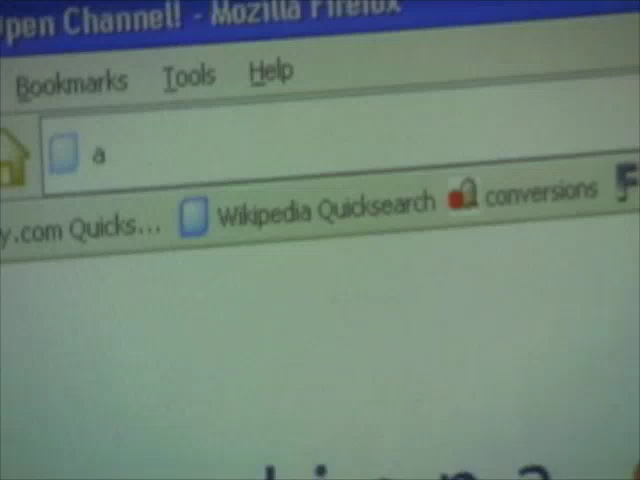 pen Channel! - Mozilla Firefox
Bookmarks Tools Help
a
y.com Quicks... Wikipedia Quicksearch conversions F